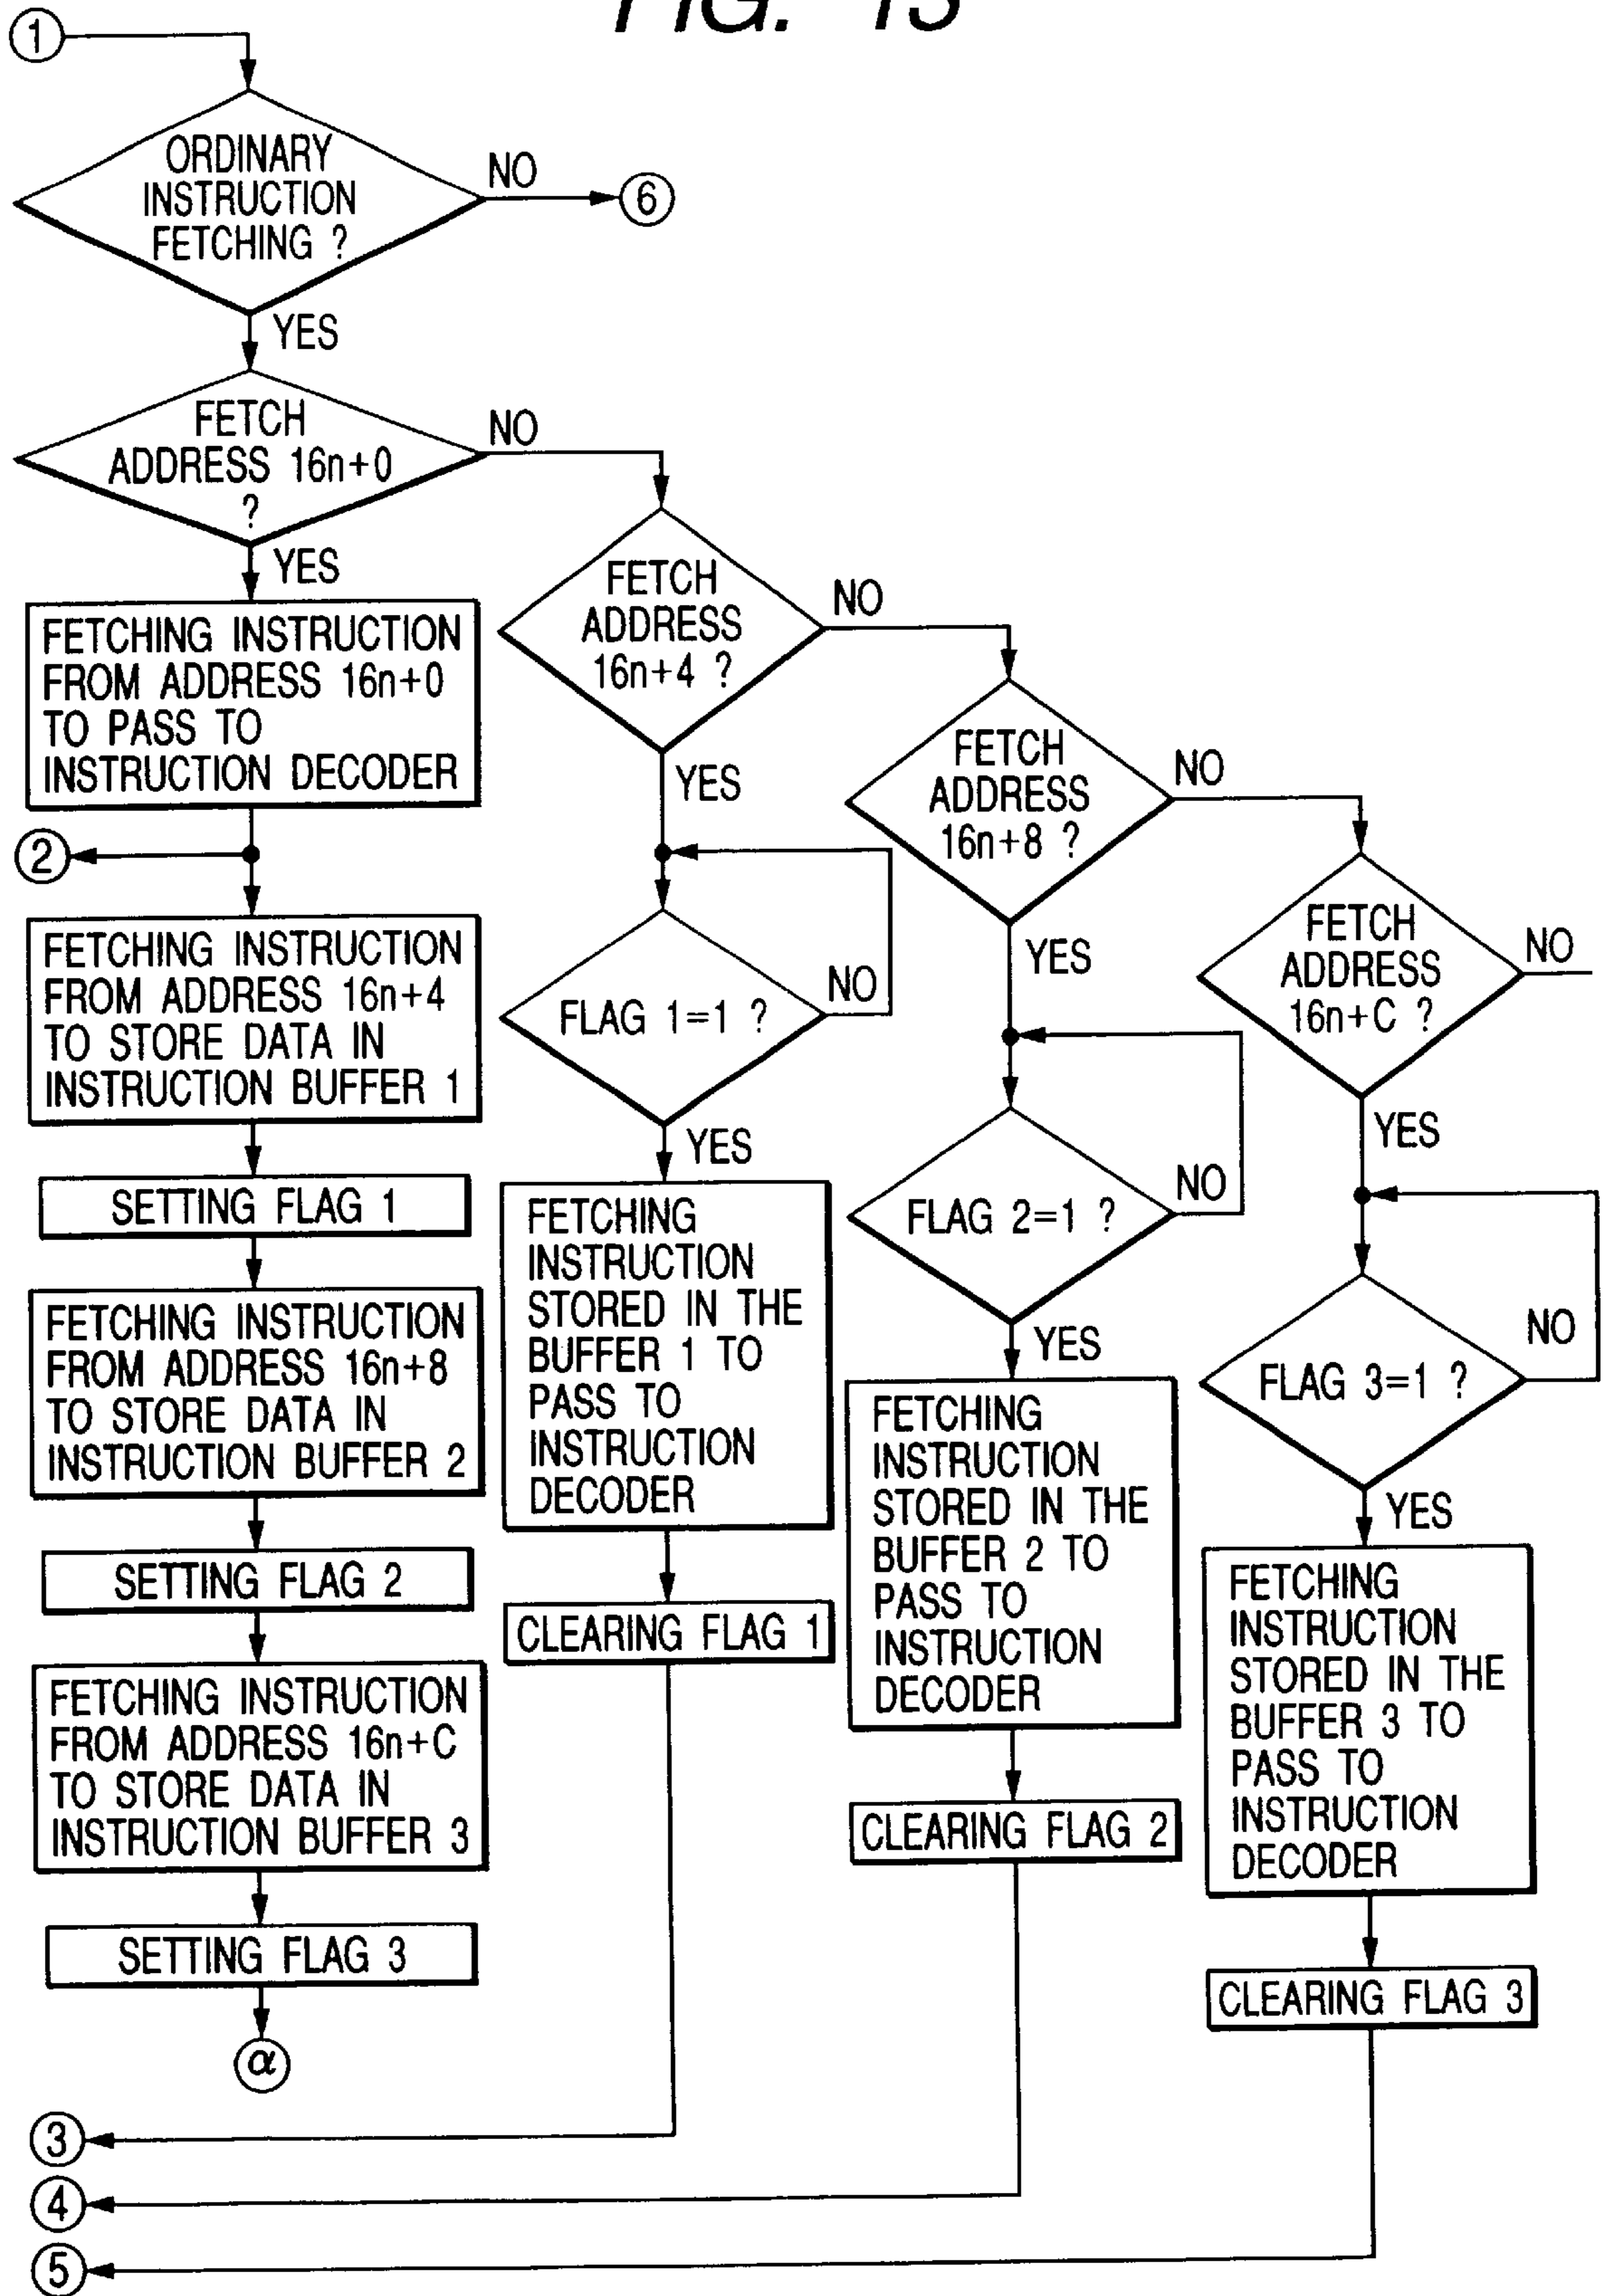 FIG. 13
1
ORDINARY
INSTRUCTION
FETCHING ?
NO
6
YES
FETCH
ADDRESS 16n+0
?
NO
YES
FETCHING INSTRUCTION
FROM ADDRESS 16n+0
TO PASS TO
INSTRUCTION DECODER
2
FETCHING INSTRUCTION
FROM ADDRESS 16n+4
TO STORE DATA IN
INSTRUCTION BUFFER 1
SETTING FLAG 1
FETCHING INSTRUCTION
FROM ADDRESS 16n+8
TO STORE DATA IN
INSTRUCTION BUFFER 2
SETTING FLAG 2
FETCHING INSTRUCTION
FROM ADDRESS 16n+C
TO STORE DATA IN
INSTRUCTION BUFFER 3
SETTING FLAG 3
α
FETCH
ADDRESS
16n+4 ?
NO
YES
FLAG 1=1 ?
NO
YES
FETCHING
INSTRUCTION
STORED IN THE
BUFFER 1 TO
PASS TO
INSTRUCTION
DECODER
CLEARING FLAG 1
FETCH
ADDRESS
16n+8 ?
NO
YES
FLAG 2=1 ?
NO
YES
FETCHING
INSTRUCTION
STORED IN THE
BUFFER 2 TO
PASS TO
INSTRUCTION
DECODER
CLEARING FLAG 2
FETCH
ADDRESS
16n+C ?
NO
YES
FLAG 3=1 ?
NO
YES
FETCHING
INSTRUCTION
STORED IN THE
BUFFER 3 TO
PASS TO
INSTRUCTION
DECODER
CLEARING FLAG 3
3
4
5